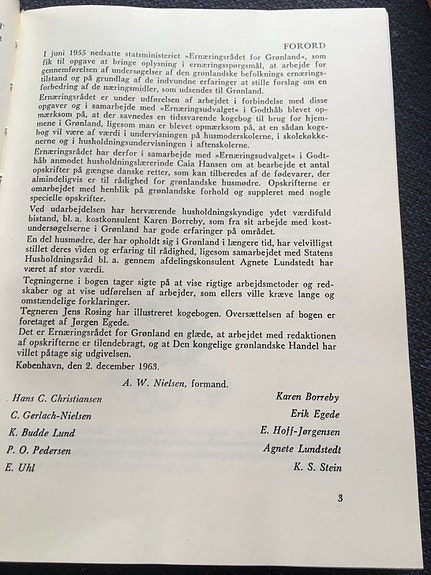 FORORD
I juni 1955 nedsatte statsministeriet »Ernæringsrådet for Grønland«, som
fik til opgave at bringe oplysning i ernæringsspørgsmål, at arbejde for
gennemførelsen af undersøgelser af den grønlandske befolknings ernærings-
tilstand og på grundlag af de indvundne erfaringer at stille forslag om en
forbedring af de næringsmidler, som udsendes til Grønland.
Ernæringsrådet er under udførelsen af arbejdet i forbindelse med disse
opgaver og i samarbejde med »Ernæringsudvalget« i Godthåb blevet op-
mærksom på, at der savnedes en tidssvarende kogebog til brug for hjem-
mene i Grønland, ligesom man er blevet opmærksom på, at en sådan koge-
bog vil være af værdi i undervisningen på husmoderskolerne, i skolekøkke-
nerne og i husholdningsundervisningen i aftenskolerne.
Ernæringsrådet har derfor i samarbejde med »Ernæringsudvalget« i Godt-
håb anmodet husholdningslærerinde Caia Hansen om at bearbejde et antal
opskrifter på gængse danske retter, som kan tilberedes af de fødevarer, der
almindeligvis er til rådighed for grønlandske husmødre. Opskrifterne er
omarbejdet med henblik på grønlandske forhold og suppleret med nogle
specielle opskrifter.
Ved udarbejdelsen har herværende husholdningskyndige ydet værdifuld
bistand, bl. a. kostkonsulent Karen Borreby, som fra sit arbejde med kost-
undersøgelserne i Grønland har gode erfaringer på området.
En del husmødre, der har opholdt sig i Grønland i længere tid, har velvilligst
stillet deres viden og erfaring til rådighed, ligesom samarbejdet med Statens
Husholdningsråd bl. a. gennem afdelingskonsulent Agnete Lundstedt har
været af stor værdi.
Tegningerne i bogen tager sigte på at vise rigtige arbejdsmetoder og red-
skaber og at vise udførelsen af arbejder, som ellers ville kræve lange og
omstændelige forklaringer.
Tegneren Jens Rosing har illustreret kogebogen. Oversættelsen af bogen er
foretaget af Jørgen Egede.
Det er Ernæringsrådet for Grønland en glæde, at arbejdet med redaktionen
af opskrifterne er tilendebragt, og at Den kongelige grønlandske Handel har
villet påtage sig udgivelsen.
København, den 2. december 1963.
A. W. Nielsen, formand.
Hans C. Christiansen Karen Borreby
C. Gerlach-Nielsen Erik Egede
K. Budde Lund E. Hoff-Jørgensen
P. O. Pedersen Agnete Lundstedt
E. Uhl K. S. Stein
3